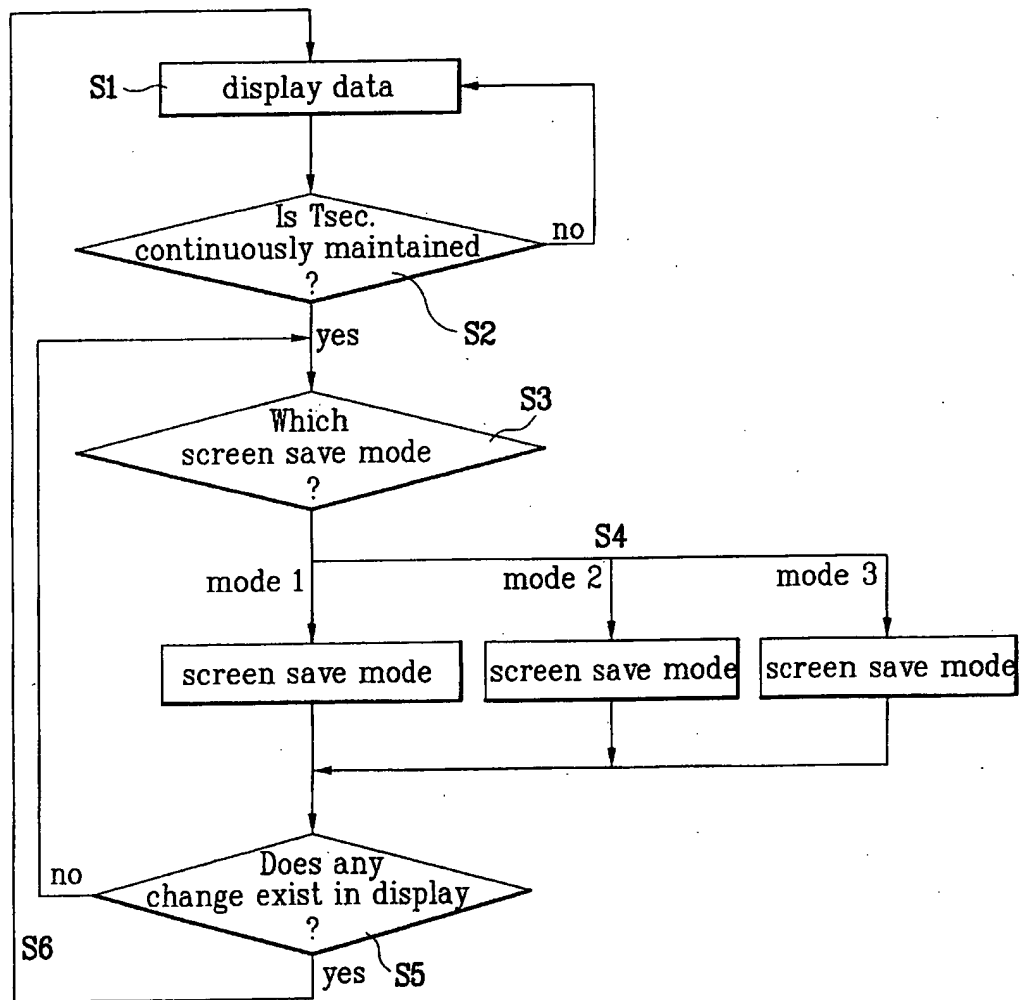 S1
display data
Is Tsec.
continuously maintained
?
no
S2
yes
S3
Which
screen save mode
?
S4
mode 1
mode 2
mode 3
screen save mode
screen save mode
screen save mode
Does any
change exist in display
?
no
S6
yes
S5